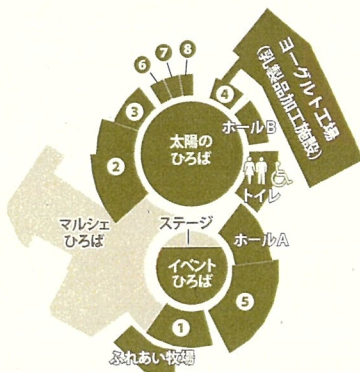 ⑥ ⑦ ⑧
ヨーグルト工場
(乳製品加工施設)
④
③
ホールB
太陽の
ひろば
②
トイレ
マルシェ
ひろば
ステージ
ホールA
イベント
ひろば
⑤
①
ふれあい牧場